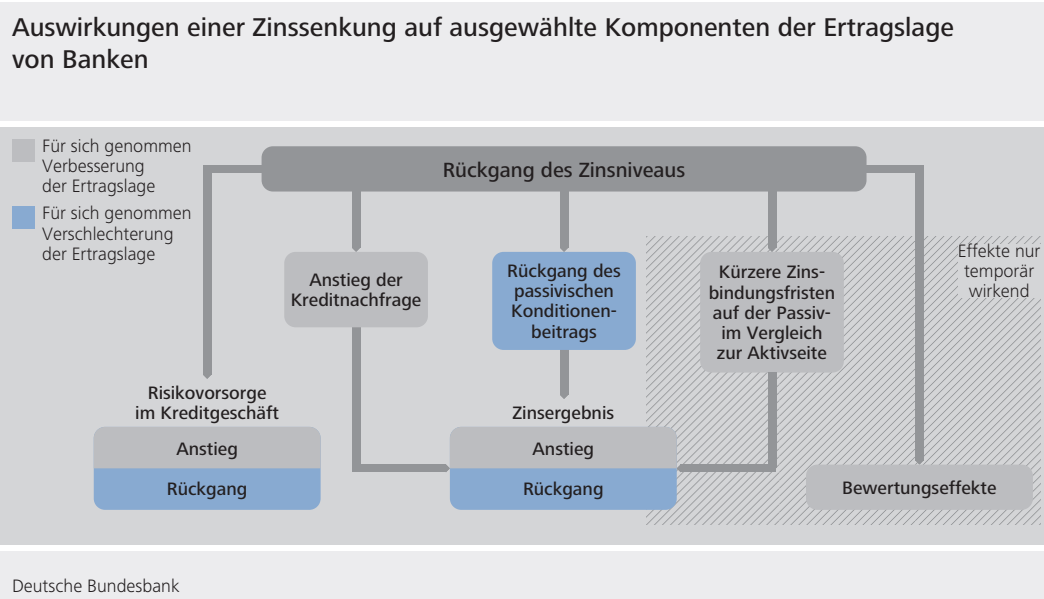 Auswirkungen einer Zinssenkung auf ausgewählte Komponenten der Ertragslage
von Banken
Für sich genommen
Verbesserung
der Ertragslage
Für sich genommen
Verschlechterung
der Ertragslage
Rückgang des Zinsniveaus
Effekte nur
temporär
wirkend
Anstieg der
Kreditnachfrage
Rückgang des
passivischen
Konditionen-
beitrags
Kürzere Zins-
bindungsfristen
auf der Passiv-
im Vergleich
zur Aktivseite
Risikovorsorge
im Kreditgeschäft
Anstieg
Rückgang
Zinsergebnis
Anstieg
Rückgang
Bewertungseffekte
Deutsche Bundesbank